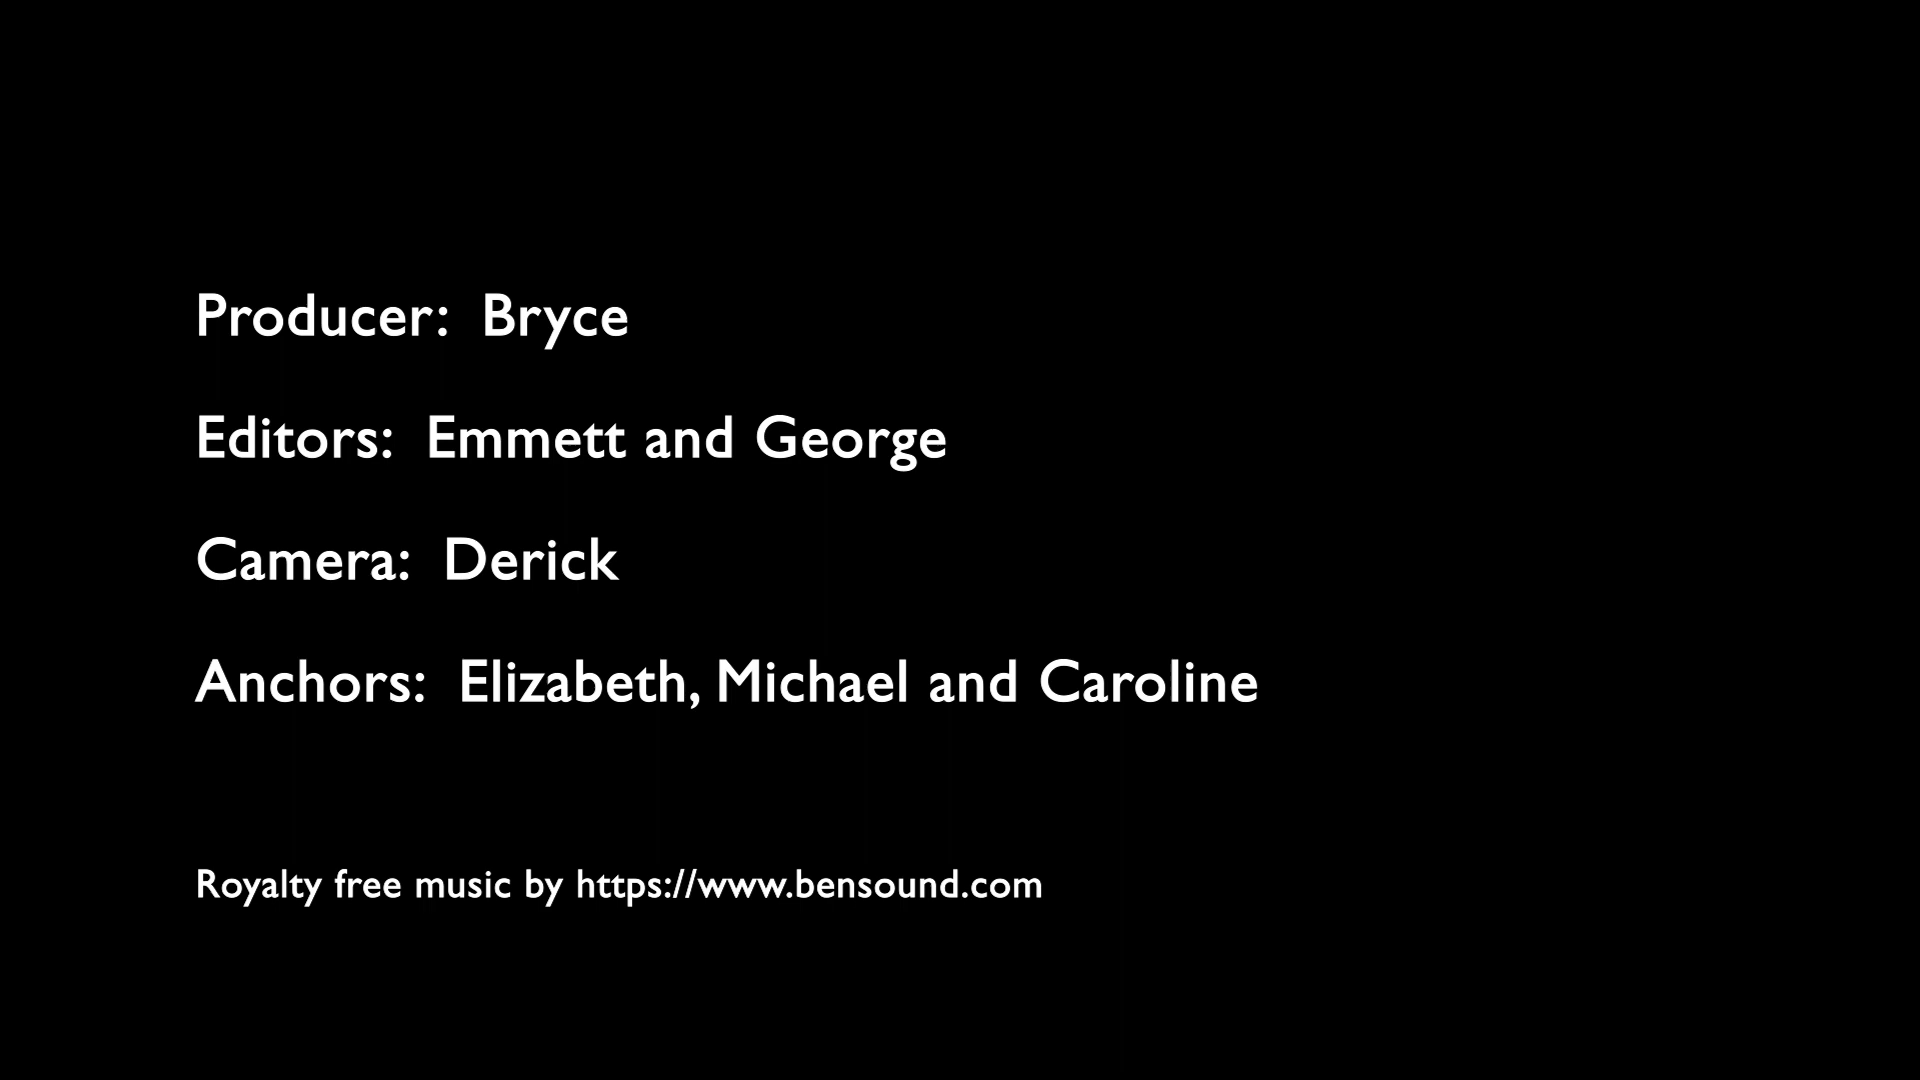 Producer:  Bryce
Editors:  Emmett and George
Camera:  Derick
Anchors:  Elizabeth, Michael and Caroline
Royalty free music by https://www.bensound.com